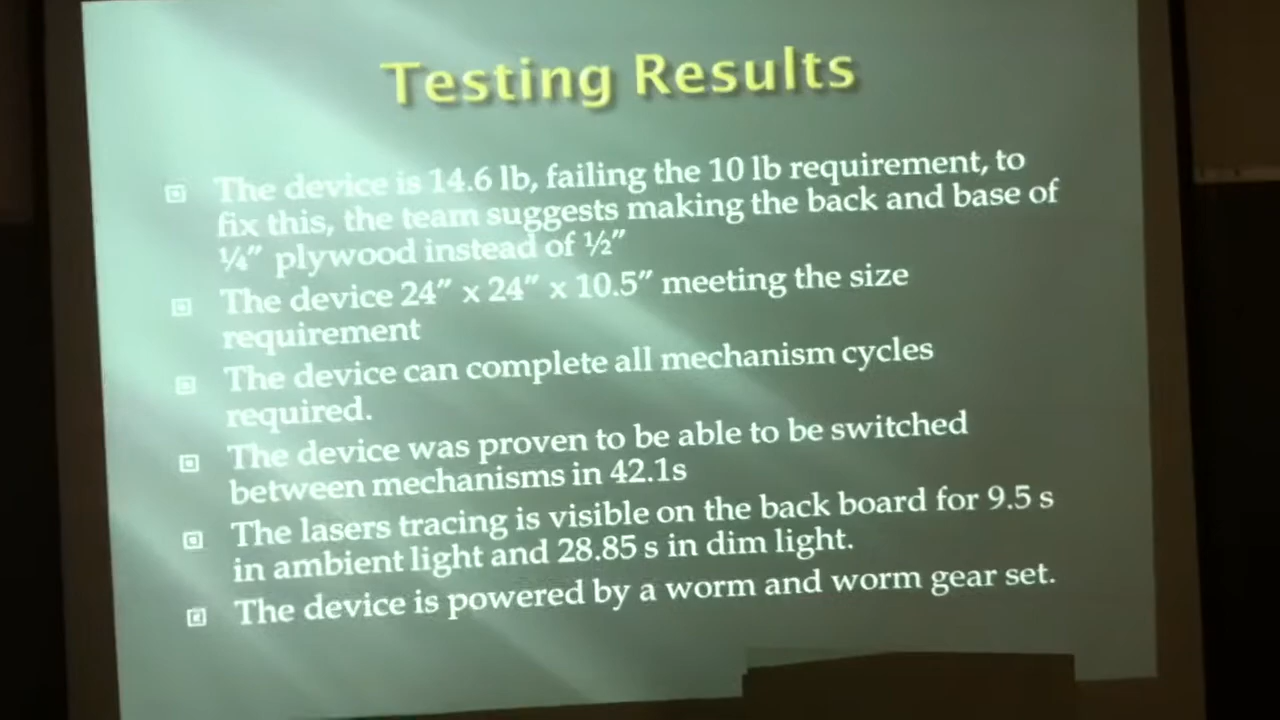 Testing Results
The device is 14.6 lb, failing the 10 lb requirement, to
fix this, the team suggests making the back and base of
¼” plywood instead of ½”
The device 24” x 24” x 10.5” meeting the size
requirement
The device can complete all mechanism cycles
required.
The device was proven to be able to be switched
between mechanisms in 42.1s
The lasers tracing is visible on the back board for 9.5 s
in ambient light and 28.85 s in dim light.
The device is powered by a worm and worm gear set.